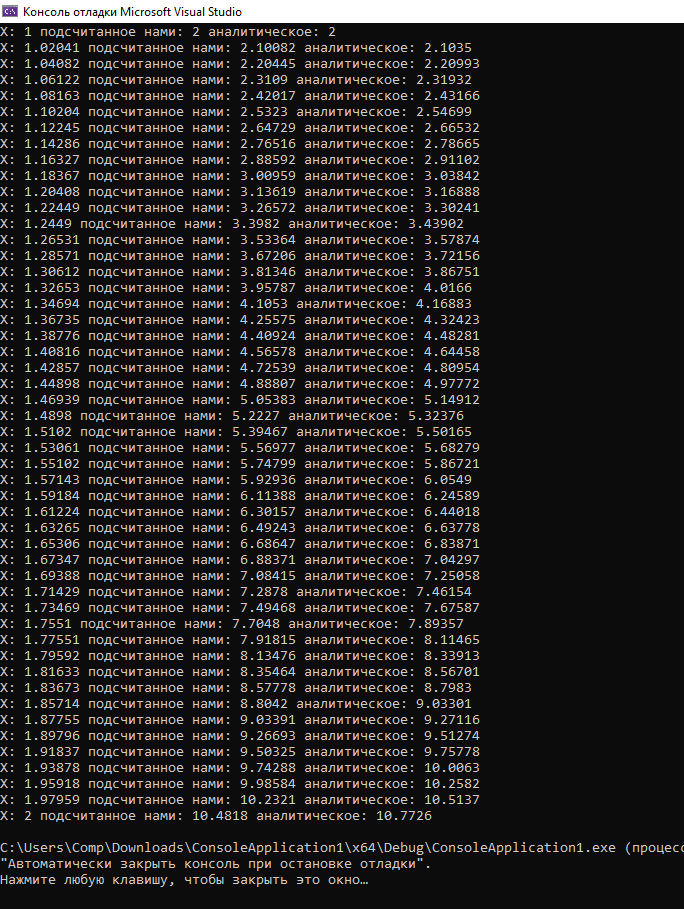 Консоль отладки Microsoft Visual Studio
X: 1 подсчитанное нами: 2 аналитическое: 2
X: 1.02041 подсчитанное нами: 2.10082 аналитическое: 2.1035
X: 1.04082 подсчитанное нами: 2.20445 аналитическое: 2.20993
X: 1.06122 подсчитанное нами: 2.3109 аналитическое: 2.31932
X: 1.08163 подсчитанное нами: 2.42017 аналитическое: 2.43166
X: 1.10204 подсчитанное нами: 2.5323 аналитическое: 2.54699
X: 1.12245 подсчитанное нами: 2.64729 аналитическое: 2.66532
X: 1.14286 подсчитанное нами: 2.76516 аналитическое: 2.78665
X: 1.16327 подсчитанное нами: 2.88592 аналитическое: 2.91102
X: 1.18367 подсчитанное нами: 3.00959 аналитическое: 3.03842
X: 1.20408 подсчитанное нами: 3.13619 аналитическое: 3.16888
X: 1.22449 подсчитанное нами: 3.26572 аналитическое: 3.30241
X: 1.2449 подсчитанное нами: 3.3982 аналитическое: 3.43902
X: 1.26531 подсчитанное нами: 3.53364 аналитическое: 3.57874
X: 1.28571 подсчитанное нами: 3.67206 аналитическое: 3.72156
X: 1.30612 подсчитанное нами: 3.81346 аналитическое: 3.86751
X: 1.32653 подсчитанное нами: 3.95787 аналитическое: 4.0166
X: 1.34694 подсчитанное нами: 4.1053 аналитическое: 4.16883
X: 1.36735 подсчитанное нами: 4.25575 аналитическое: 4.32423
X: 1.38776 подсчитанное нами: 4.40924 аналитическое: 4.48281
X: 1.40816 подсчитанное нами: 4.56578 аналитическое: 4.64458
X: 1.42857 подсчитанное нами: 4.72539 аналитическое: 4.80954
X: 1.44898 подсчитанное нами: 4.88807 аналитическое: 4.97772
X: 1.46939 подсчитанное нами: 5.05383 аналитическое: 5.14912
X: 1.4898 подсчитанное нами: 5.2227 аналитическое: 5.32376
X: 1.5102 подсчитанное нами: 5.39467 аналитическое: 5.50165
X: 1.53061 подсчитанное нами: 5.56977 аналитическое: 5.68279
X: 1.55102 подсчитанное нами: 5.74799 аналитическое: 5.86721
X: 1.57143 подсчитанное нами: 5.92936 аналитическое: 6.0549
X: 1.59184 подсчитанное нами: 6.11388 аналитическое: 6.24589
X: 1.61224 подсчитанное нами: 6.30157 аналитическое: 6.44018
X: 1.63265 подсчитанное нами: 6.49243 аналитическое: 6.63778
X: 1.65306 подсчитанное нами: 6.68647 аналитическое: 6.83871
X: 1.67347 подсчитанное нами: 6.88371 аналитическое: 7.04297
X: 1.69388 подсчитанное нами: 7.08415 аналитическое: 7.25058
X: 1.71429 подсчитанное нами: 7.2878 аналитическое: 7.46154
X: 1.73469 подсчитанное нами: 7.49468 аналитическое: 7.67587
X: 1.7551 подсчитанное нами: 7.7048 аналитическое: 7.89357
X: 1.77551 подсчитанное нами: 7.91815 аналитическое: 8.11465
X: 1.79592 подсчитанное нами: 8.13476 аналитическое: 8.33913
X: 1.81633 подсчитанное нами: 8.35464 аналитическое: 8.56701
X: 1.83673 подсчитанное нами: 8.57778 аналитическое: 8.7983
X: 1.85714 подсчитанное нами: 8.8042 аналитическое: 9.03301
X: 1.87755 подсчитанное нами: 9.03391 аналитическое: 9.27116
X: 1.89796 подсчитанное нами: 9.26693 аналитическое: 9.51274
X: 1.91837 подсчитанное нами: 9.50325 аналитическое: 9.75778
X: 1.93878 подсчитанное нами: 9.74288 аналитическое: 10.0063
X: 1.95918 подсчитанное нами: 9.98584 аналитическое: 10.2582
X: 1.97959 подсчитанное нами: 10.2321 аналитическое: 10.5137
X: 2 подсчитанное нами: 10.4818 аналитическое: 10.7726
C:\Users\Comp\Downloads\ConsoleApplication1\x64\Debug\ConsoleApplication1.exe (процесс
"Автоматически закрыть консоль при остановке отладки".
Нажмите любую клавишу, чтобы закрыть это окно…